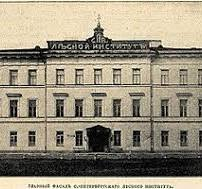 СПБ.
ЛѢСНОЙ ИНСТИТУТЪ
ГЛАВНЫЙ ФАСАДЪ С.-ПЕТЕРБУРГСКАГО ЛѢСНОГО ИНСТИТУТА.